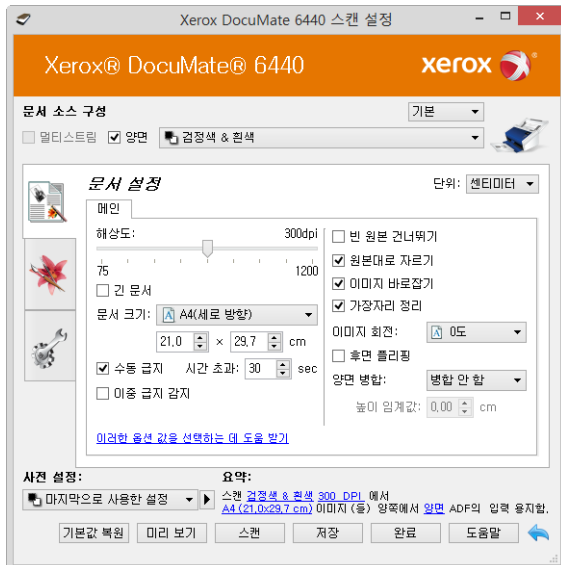 Xerox DocuMate 6440 스캔 설정
Xerox® DocuMate® 6440
xerox
문서 소스 구성
기본
멀티스트림
양면
검정색 & 흰색
문서 설정
단위: 센티미터
메인
해상도: 300dpi
75 1200
긴 문서
문서 크기: A4(세로 방향)
21,0 × 29,7 cm
수동 급지 시간 초과: 30 sec
이중 급지 감지
이러한 옵션 값을 선택하는 데 도움 받기
빈 원본 건너뛰기
원본대로 자르기
이미지 바로잡기
가장자리 정리
이미지 회전: 0도
후면 플리핑
양면 병합: 병합 안 함
높이 임계값: 0,00 cm
사전 설정:
마지막으로 사용한 설정
요약:
스캔 검정색 & 흰색 300 DPI 에서
A4 (21,0x29,7 cm) 이미지 (등) 양쪽에서 양면 ADF의 입력 용지함.
기본값 복원 미리 보기 스캔 저장 완료 도움말